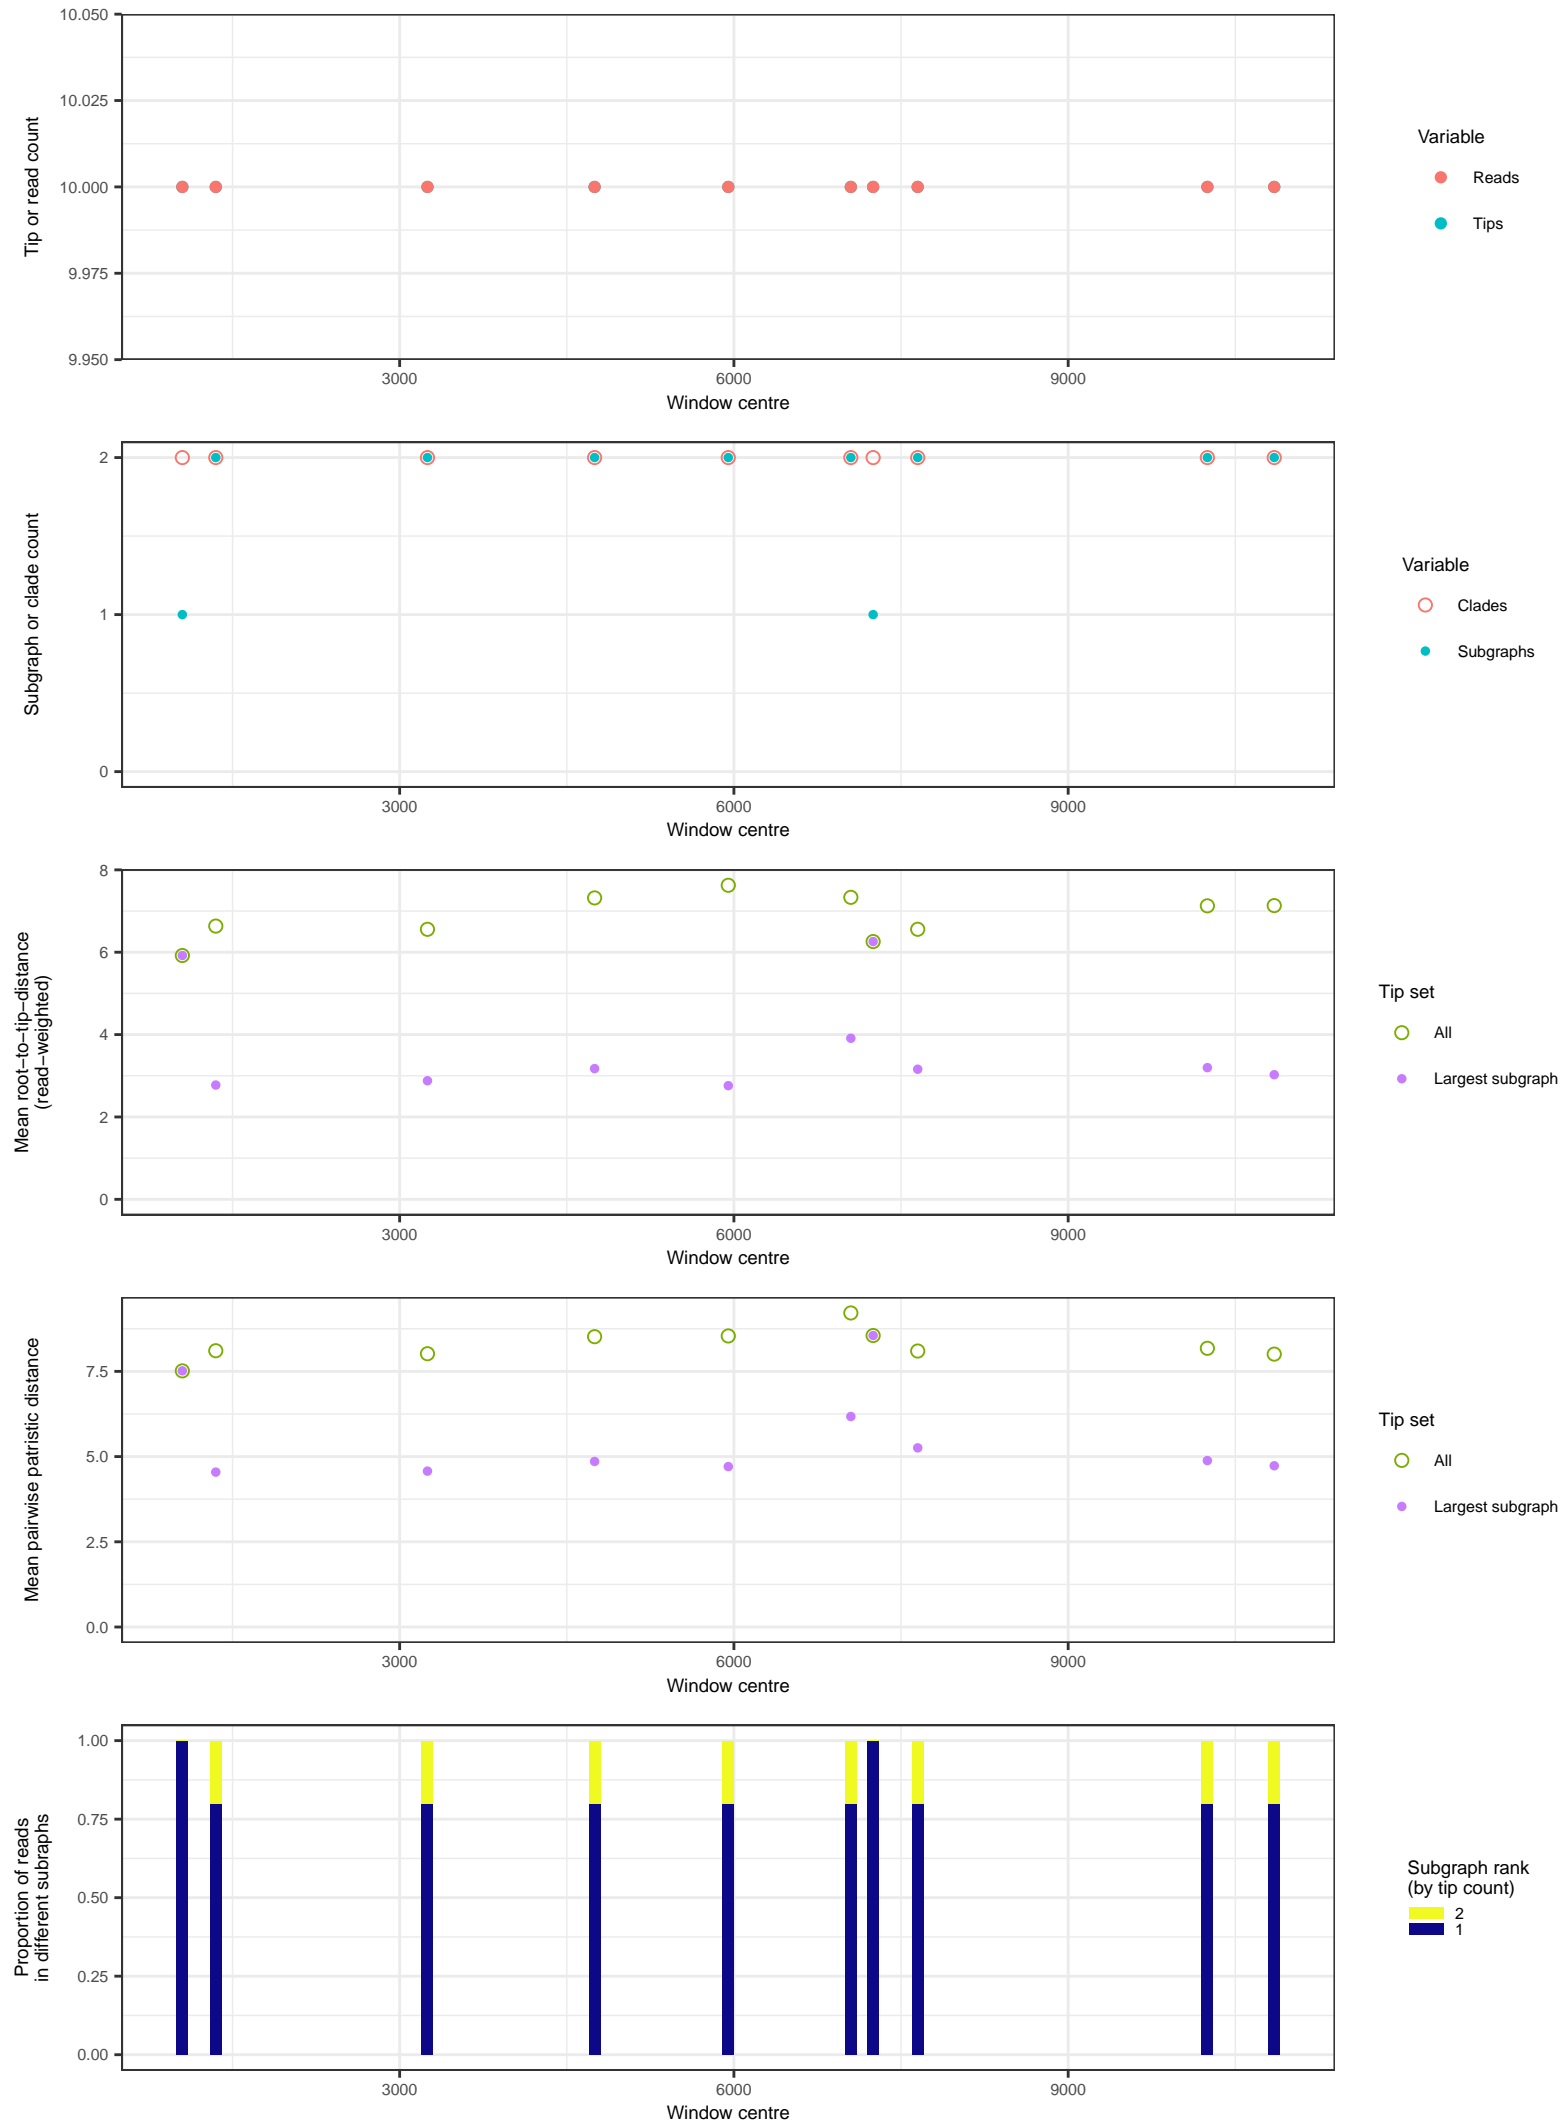 10.050
10.025
10.000
9.975
9.950
Tip or read count
3000 6000 9000
Window centre
Variable
Reads
Tips
2
1
0
Subgraph or clade count
3000 6000 9000
Window centre
Variable
Clades
Subgraphs
8
6
4
2
0
Mean root−to−tip−distance
(read−weighted)
3000 6000 9000
Window centre
Tip set
All
Largest subgraph
7.5
5.0
2.5
0.0
Mean pairwise patristic distance
3000 6000 9000
Window centre
Tip set
All
Largest subgraph
1.00
0.75
0.50
0.25
0.00
Proportion of reads
in different subraphs
3000 6000 9000
Window centre
Subgraph rank
(by tip count)
2
1